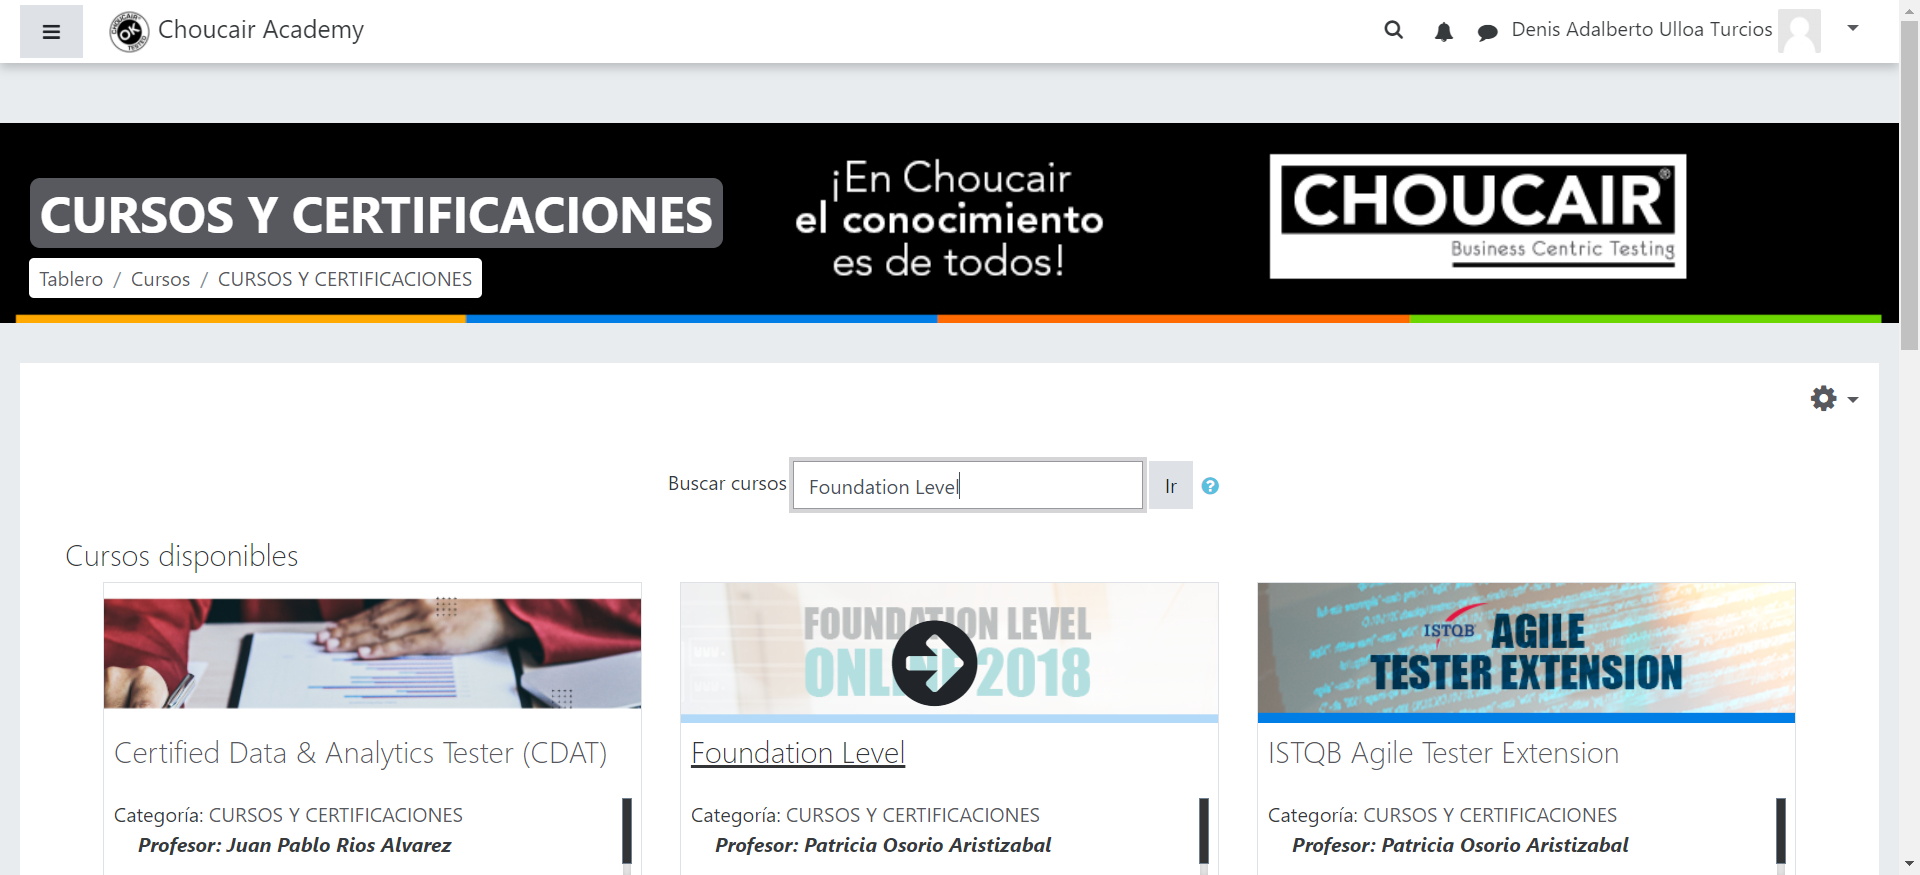 Choucair Academy
Denis Adalberto Ulloa Turcios
CURSOS Y CERTIFICACIONES
Tablero / Cursos / CURSOS Y CERTIFICACIONES
¡En Choucair
el conocimiento
es de todos!
CHOUCAIR®
Business Centric Testing
Buscar cursos
Foundation Level
Ir
Cursos disponibles
FOUNDATION LEVEL
ONLINE 2018
ISTQB AGILE
TESTER EXTENSION
Certified Data & Analytics Tester (CDAT)
Foundation Level
ISTQB Agile Tester Extension
Categoría: CURSOS Y CERTIFICACIONES
Profesor: Juan Pablo Rios Alvarez
Categoría: CURSOS Y CERTIFICACIONES
Profesor: Patricia Osorio Aristizabal
Categoría: CURSOS Y CERTIFICACIONES
Profesor: Patricia Osorio Aristizabal